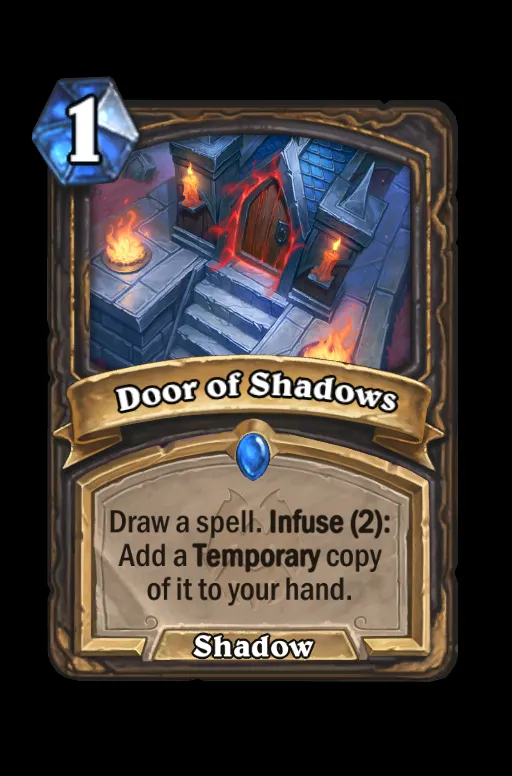 1
Door of Shadows
Draw a spell. Infuse (2):
Add a Temporary copy
of it to your hand.
Shadow